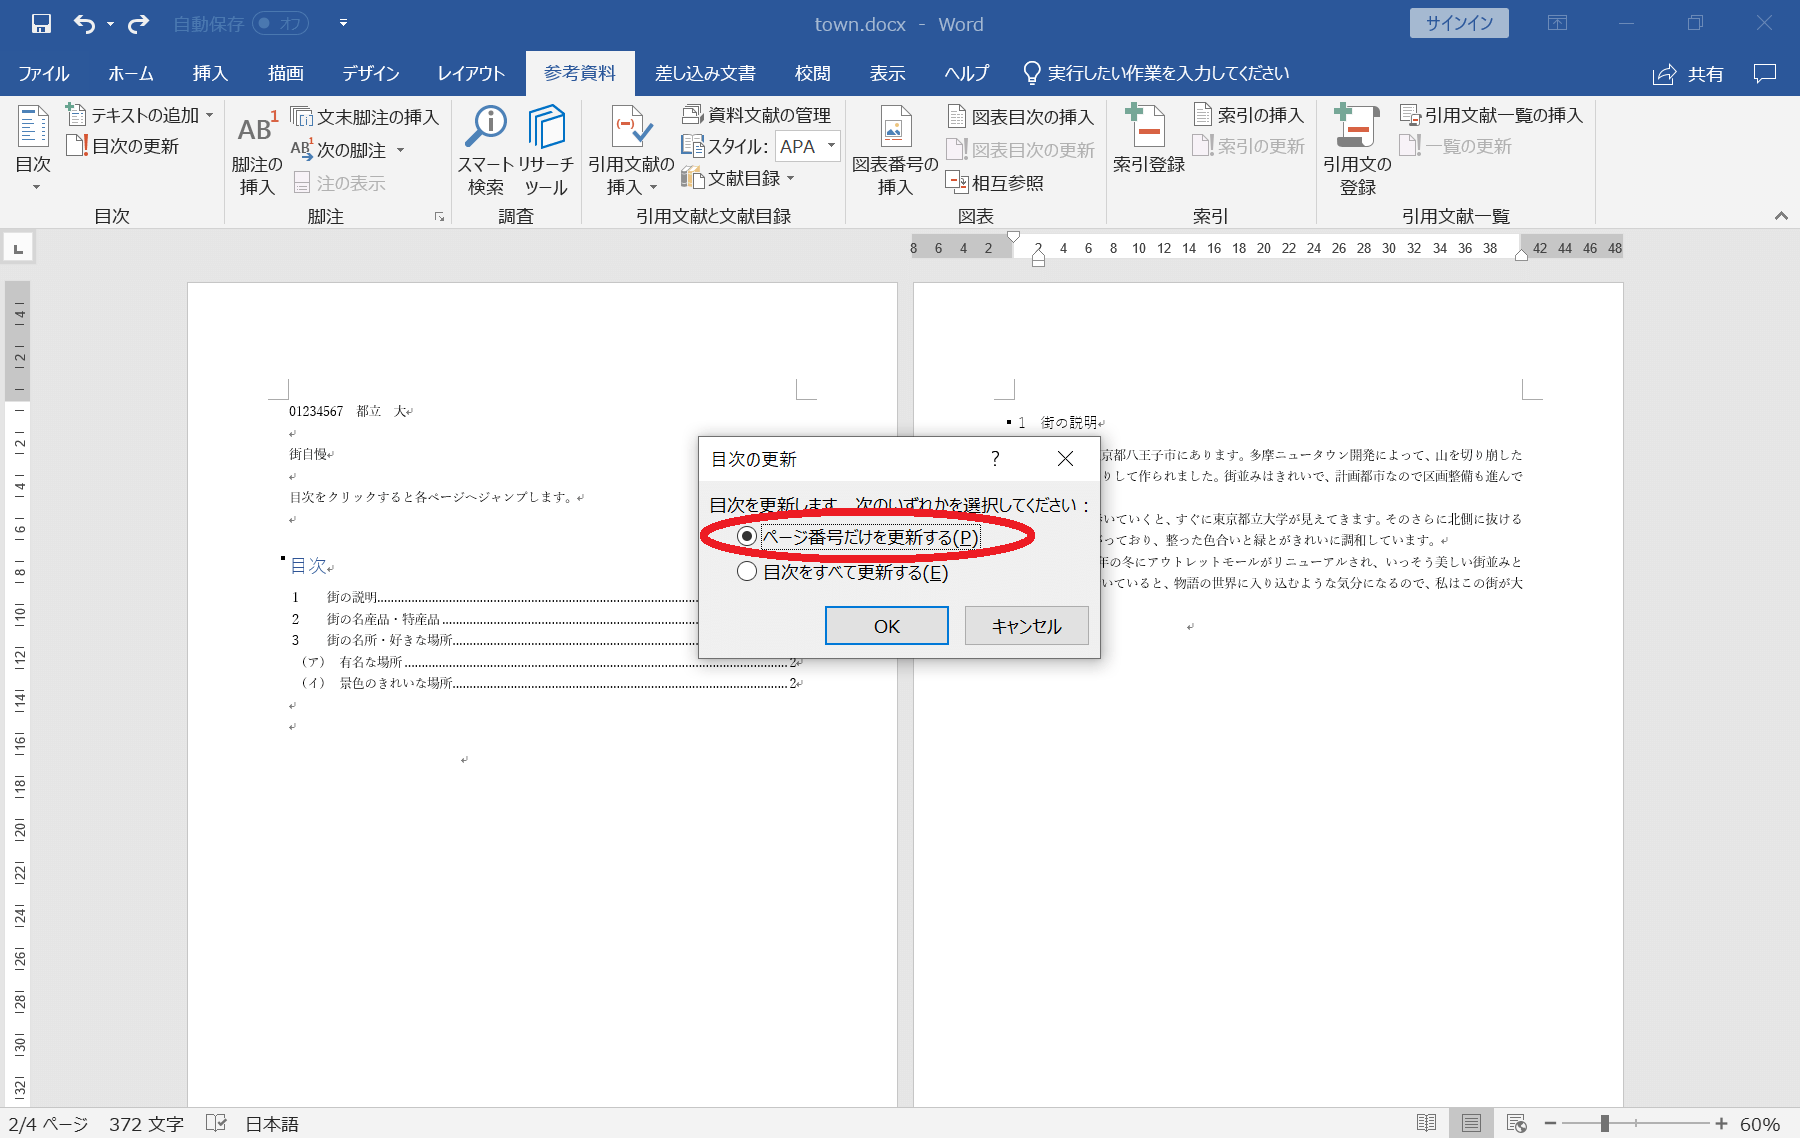 自動保存 オフ
town.docx - Word
サインイン
ファイル ホーム 挿入 描画 デザイン レイアウト 参考資料 差し込み文書 校閲 表示 ヘルプ 実行したい作業を入力してください 共有
目次
テキストの追加
目次の更新
目次
AB1
脚注の
挿入
文末脚注の挿入
AB1 次の脚注
注の表示
脚注
スマート
検索
リサーチ
ツール
調査
引用文献の
挿入
資料文献の管理
スタイル: APA
文献目録
引用文献と文献目録
図表番号の
挿入
図表目次の挿入
図表目次の更新
相互参照
図表
索引登録
索引の挿入
索引の更新
索引
引用文の
登録
引用文献一覧の挿入
一覧の更新
引用文献一覧
L
8 6 4 2 2 4 6 8 10 12 14 16 18 20 22 24 26 28 30 32 34 36 38 42 44 46 48
4
2
2
4
6
8
10
12
14
16
18
20
22
24
26
28
30
32
01234567 都立 大
街自慢
目次をクリックすると各ページへジャンプします。
目次
1 街の説明
2 街の名産品・特産品
3 街の名所・好きな場所
（ア） 有名な場所 2
（イ） 景色のきれいな場所 2
1 街の説明
京都八王子市にあります。多摩ニュータウン開発によって、山を切り崩した
りして作られました。街並みはきれいで、計画都市なので区画整備も進んで
いていくと、すぐに東京都立大学が見えてきます。そのさらに北側に抜ける
がっており、整った色合いと緑とがきれいに調和しています。
年の冬にアウトレットモールがリニューアルされ、いっそう美しい街並みと
いていると、物語の世界に入り込むような気分になるので、私はこの街が大
目次の更新 ?
目次を更新します。次のいずれかを選択してください:
ページ番号だけを更新する(P)
目次をすべて更新する(E)
OK キャンセル
2/4 ページ 372 文字 日本語 60%